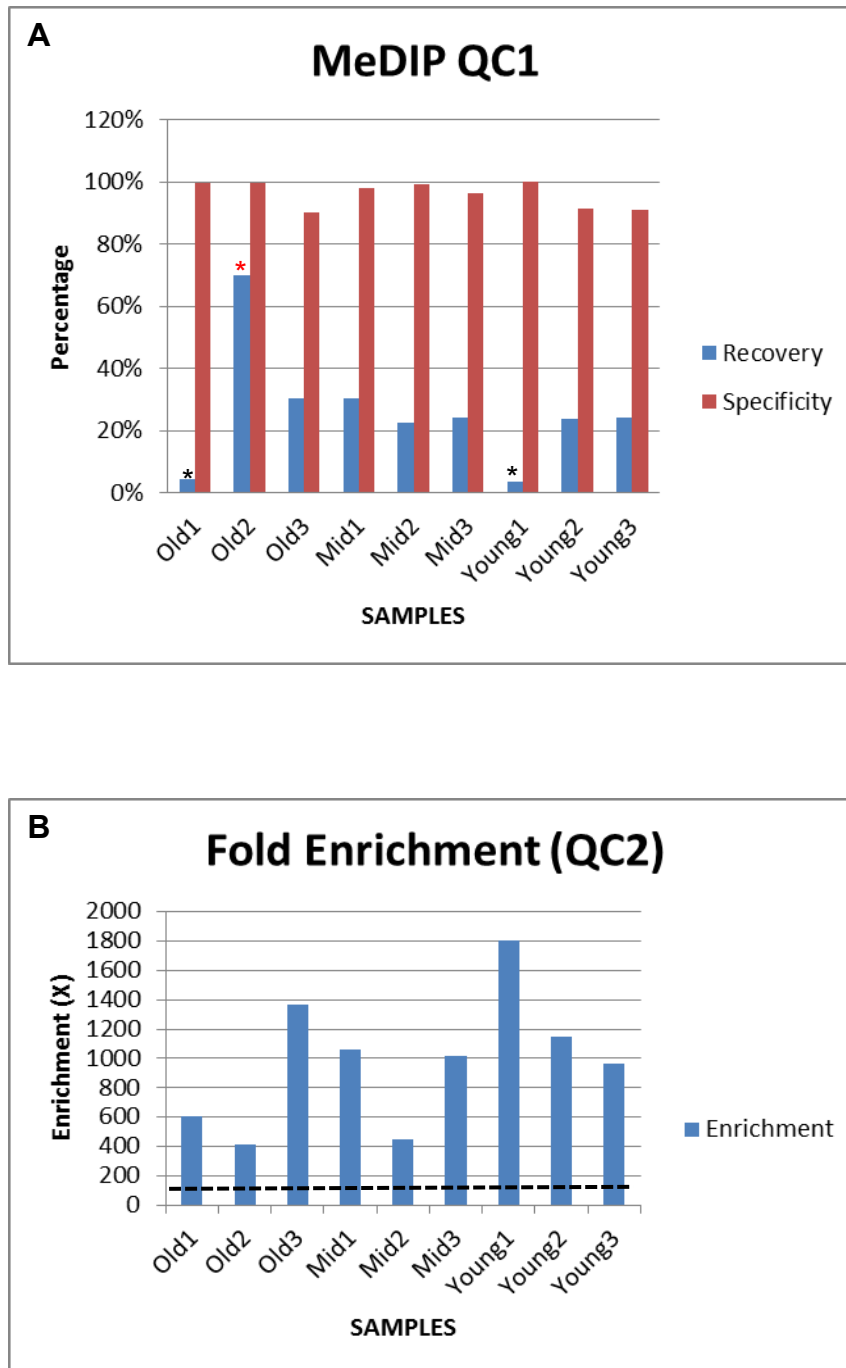 A
MeDIP QC1
120%
100%
80%
60%
40%
20%
0%
Percentage
*
*
*
Old1
Old2
Old3
Mid1
Mid2
Mid3
Young1
Young2
Young3
SAMPLES
Recovery
Specificity
B
Fold Enrichment (QC2)
2000
1800
1600
1400
1200
1000
800
600
400
200
0
Enrichment (X)
Old1
Old2
Old3
Mid1
Mid2
Mid3
Young1
Young2
Young3
SAMPLES
Enrichment